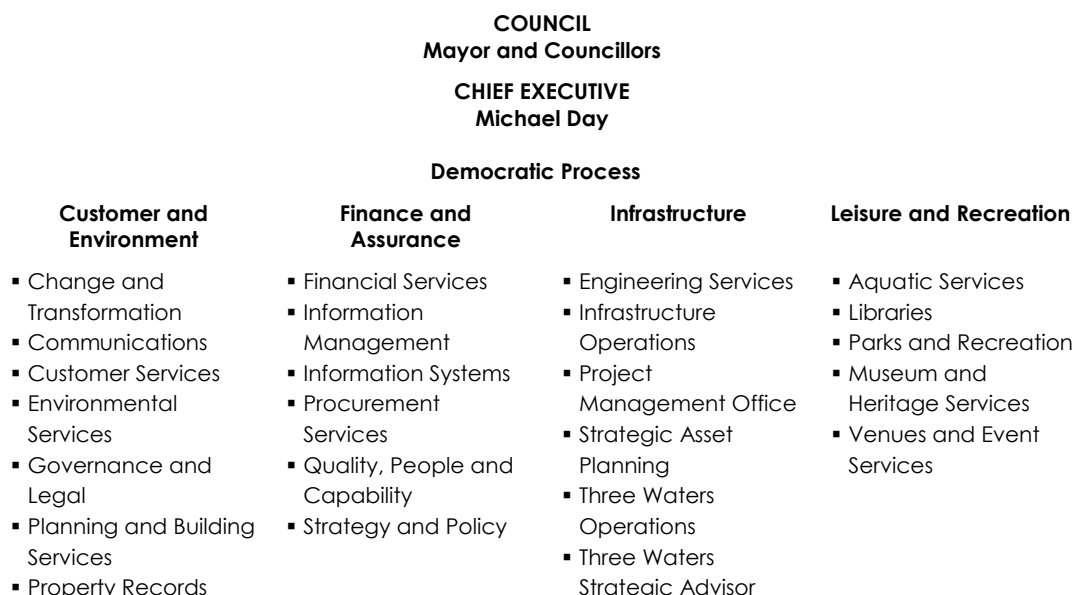 COUNCIL
Mayor and Councillors
CHIEF EXECUTIVE
Michael Day
Democratic Process
Customer and
Environment
▪ Change and
Transformation
▪ Communications
▪ Customer Services
▪ Environmental
Services
▪ Governance and
Legal
▪ Planning and Building
Services
▪ Property Records
Finance and
Assurance
▪ Financial Services
▪ Information
Management
▪ Information Systems
▪ Procurement
Services
▪ Quality, People and
Capability
▪ Strategy and Policy
Infrastructure
▪ Engineering Services
▪ Infrastructure
Operations
▪ Project
Management Office
▪ Strategic Asset
Planning
▪ Three Waters
Operations
▪ Three Waters
Strategic Advisor
Leisure and Recreation
▪ Aquatic Services
▪ Libraries
▪ Parks and Recreation
▪ Museum and
Heritage Services
▪ Venues and Event
Services